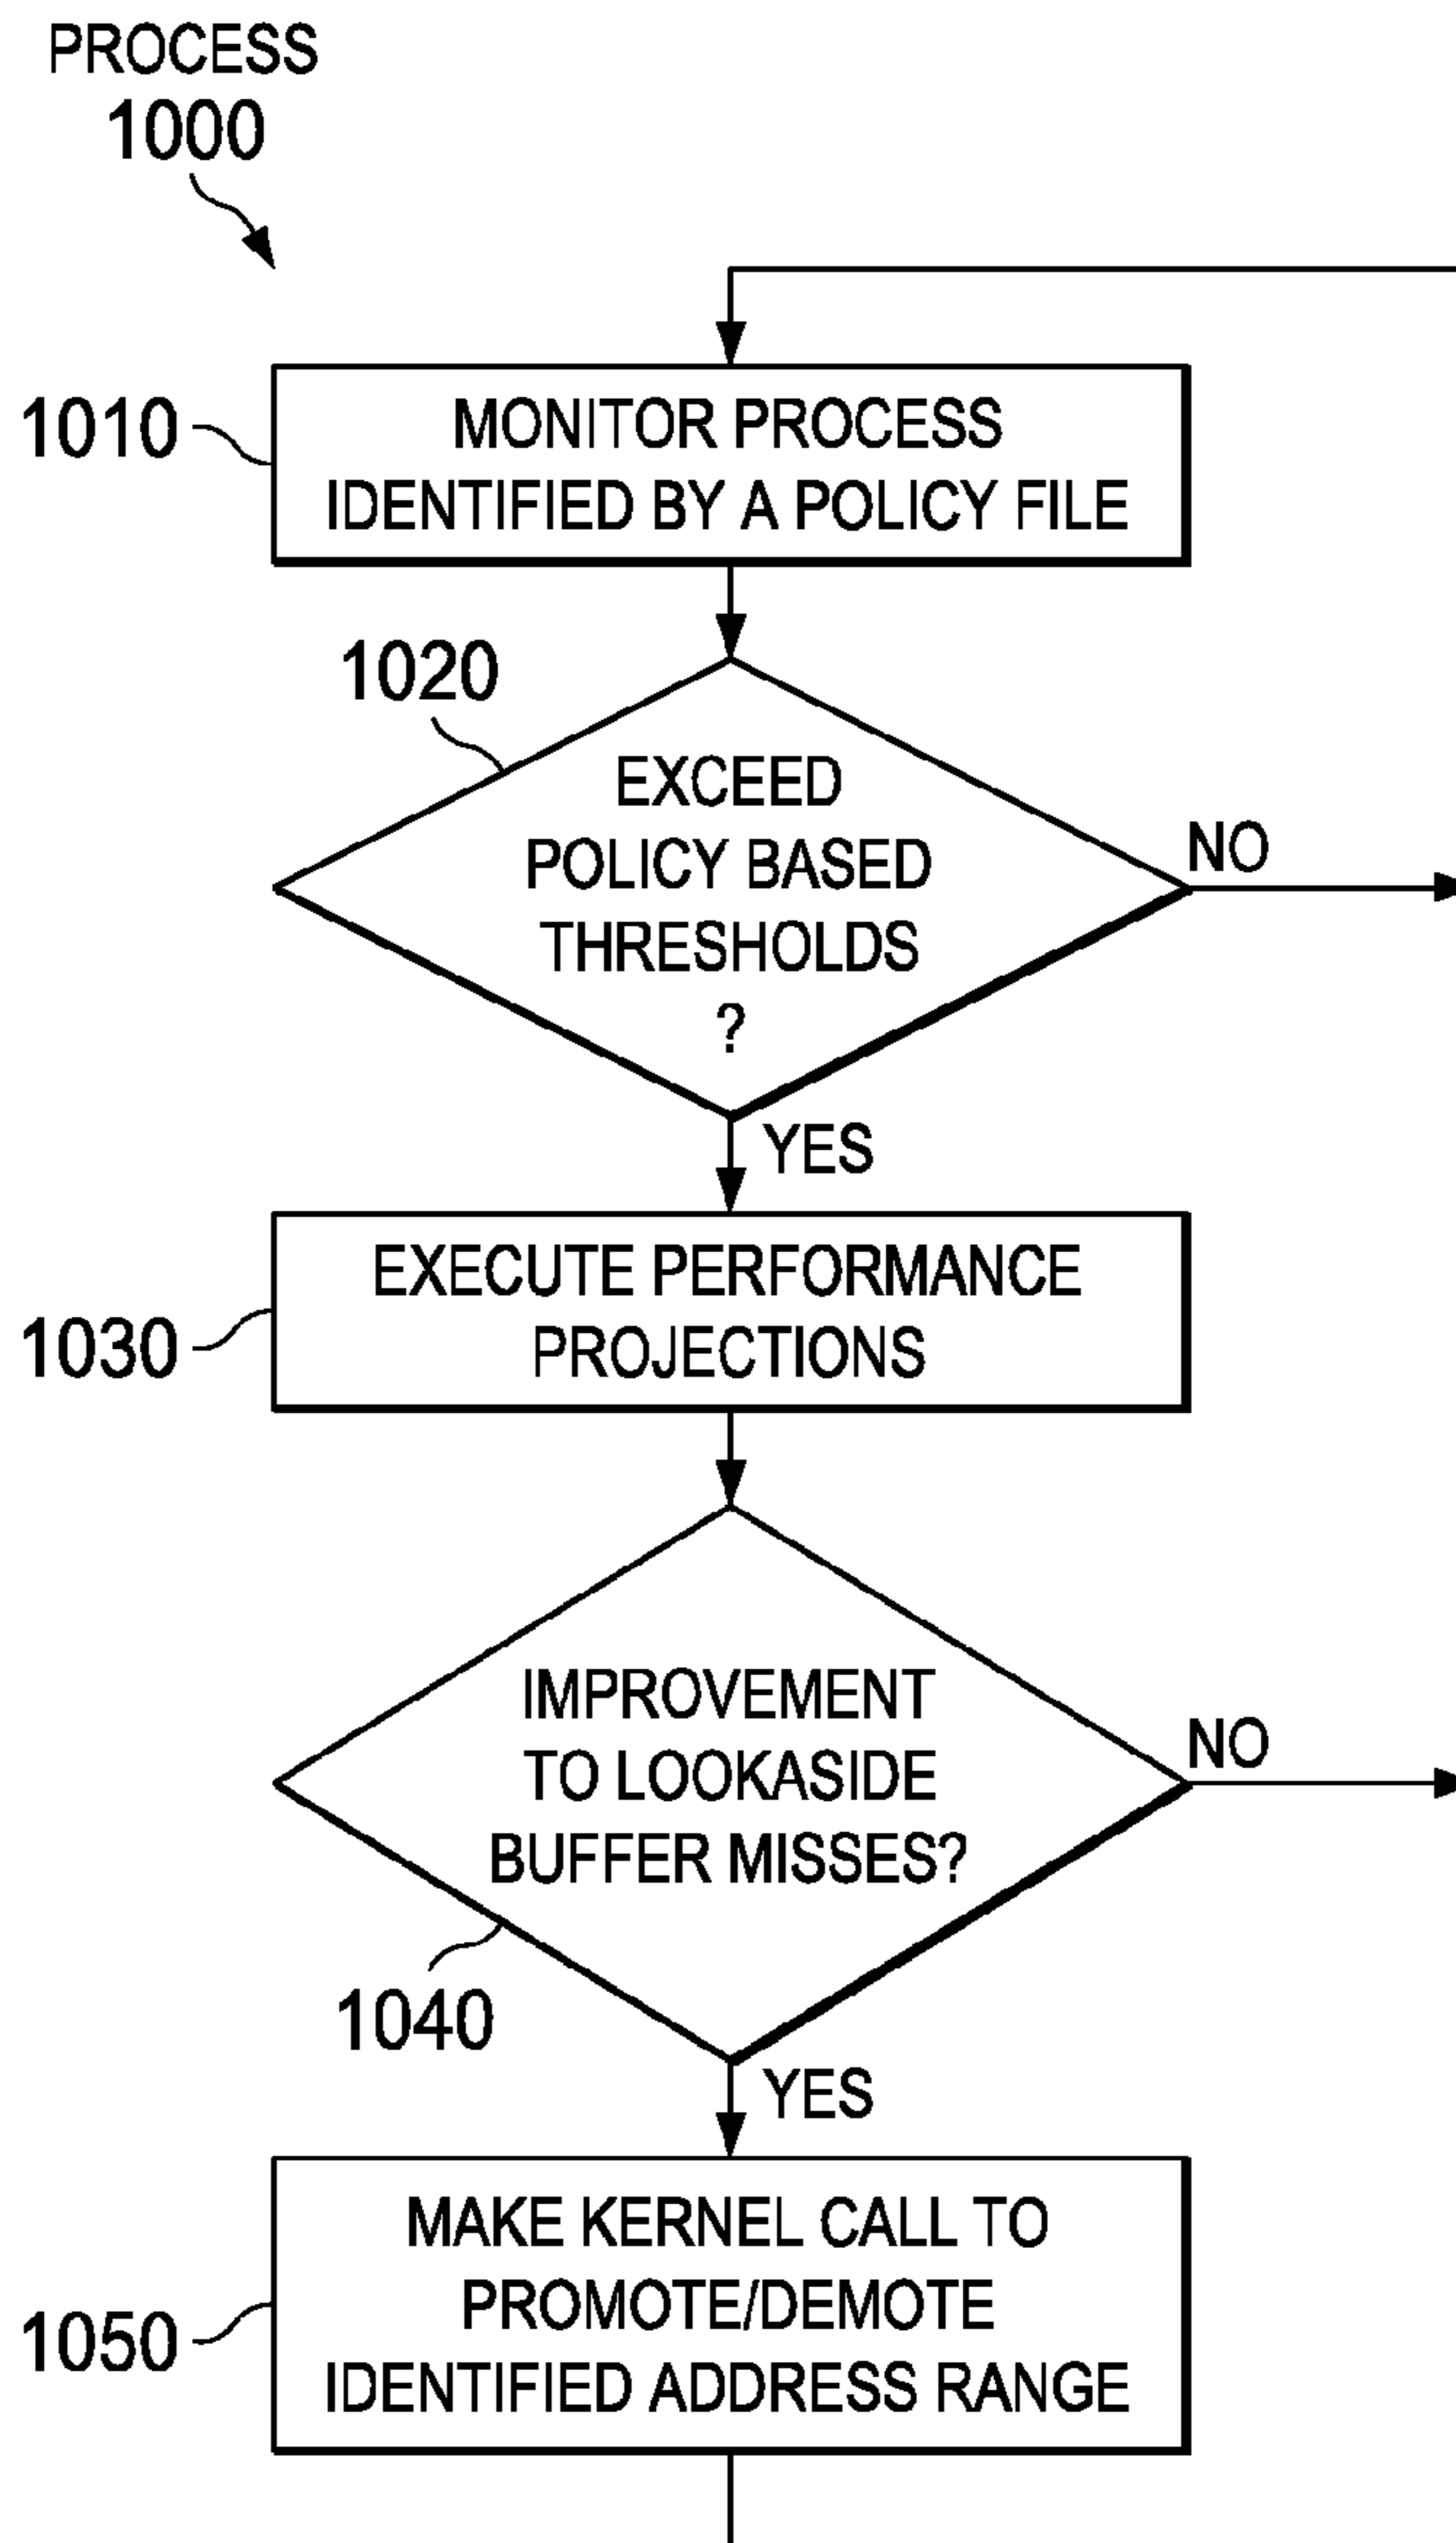 PROCESS
1000
1010
MONITOR PROCESS
IDENTIFIED BY A POLICY FILE
1020
EXCEED
POLICY BASED
THRESHOLDS
?
NO
YES
1030
EXECUTE PERFORMANCE
PROJECTIONS
IMPROVEMENT
TO LOOKASIDE
BUFFER MISSES?
NO
1040
YES
1050
MAKE KERNEL CALL TO
PROMOTE/DEMOTE
IDENTIFIED ADDRESS RANGE